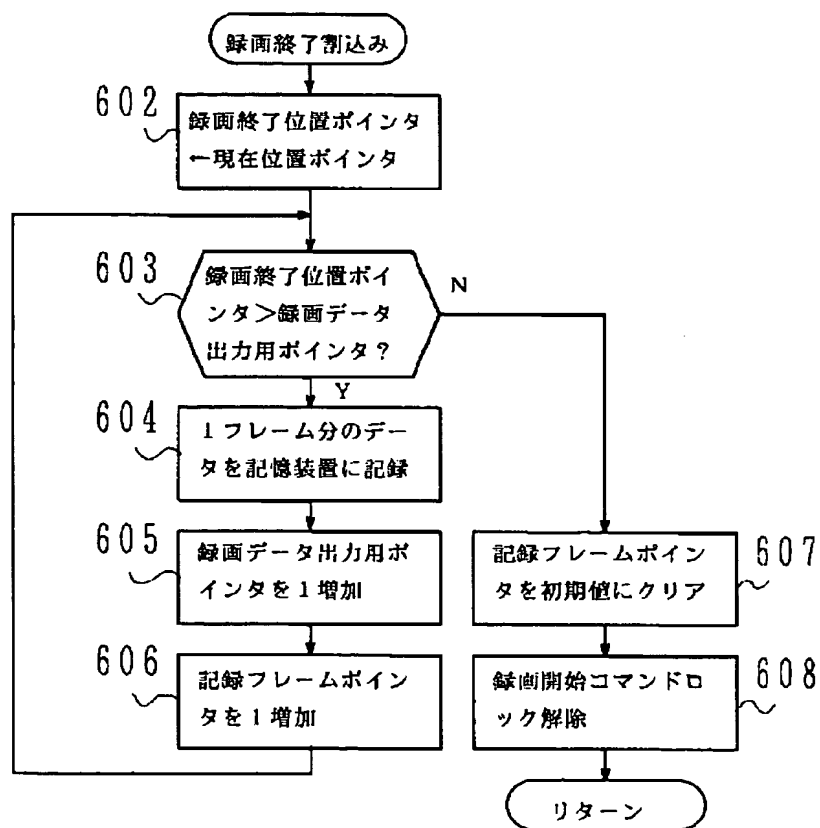 録画終了割込み
602
録画終了位置ポインタ
←現在位置ポインタ
603
録画終了位置ポイ
ンタ＞録画データ
出力用ポインタ？
N
Y
604
１フレーム分のデー
タを記憶装置に記録
605
録画データ出力用ポ
インタを１増加
606
記録フレームポイン
タを１増加
607
記録フレームポイン
タを初期値にクリア
608
録画開始コマンドロ
ック解除
リターン